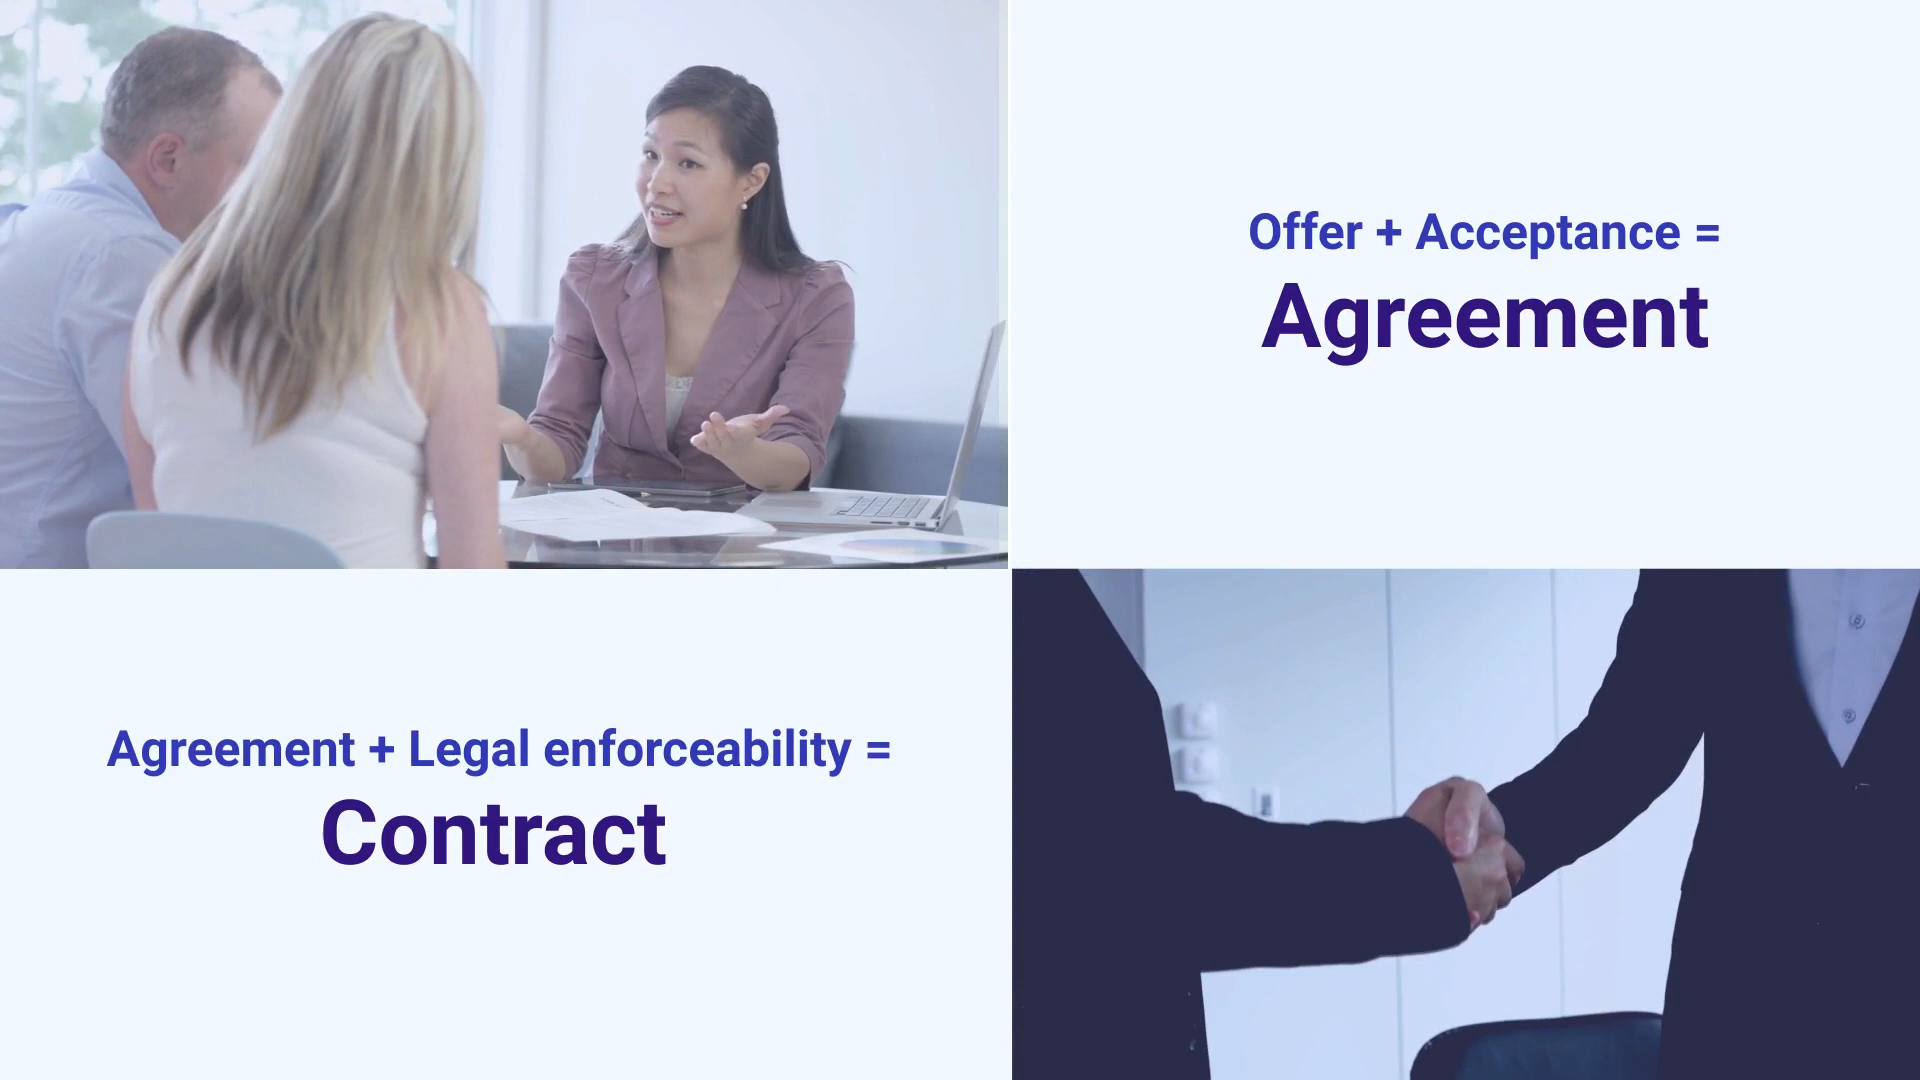 Offer + Acceptance =
Agreement
Agreement + Legal enforceability =
Contract